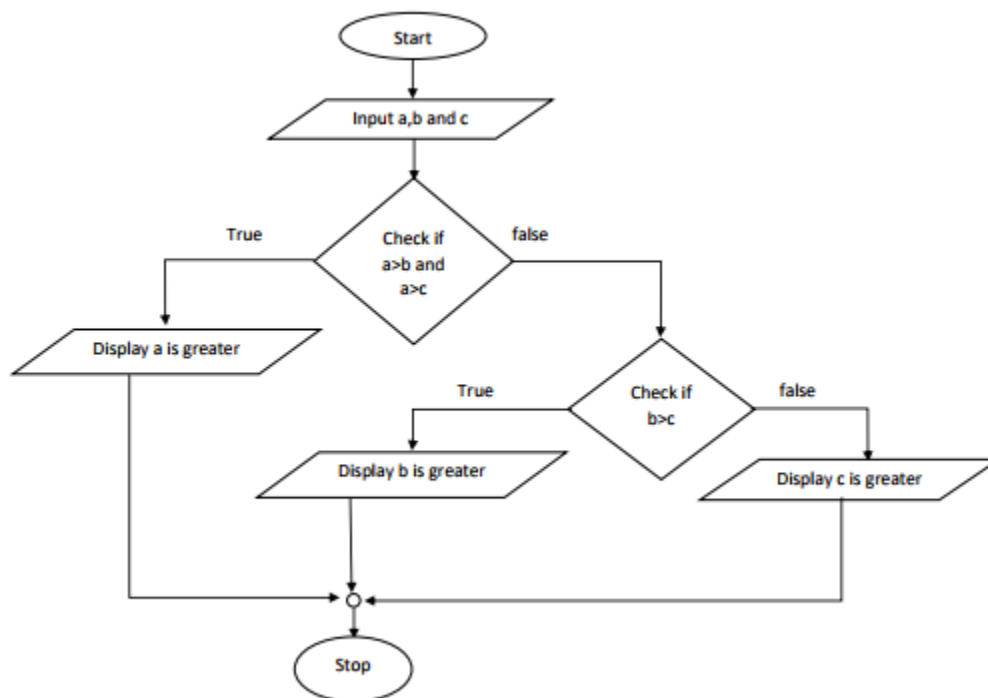 Start
Input a,b and c
True
false
Check if
a>b and
a>c
Display a is greater
True
false
Check if
b>c
Display b is greater
Display c is greater
Stop